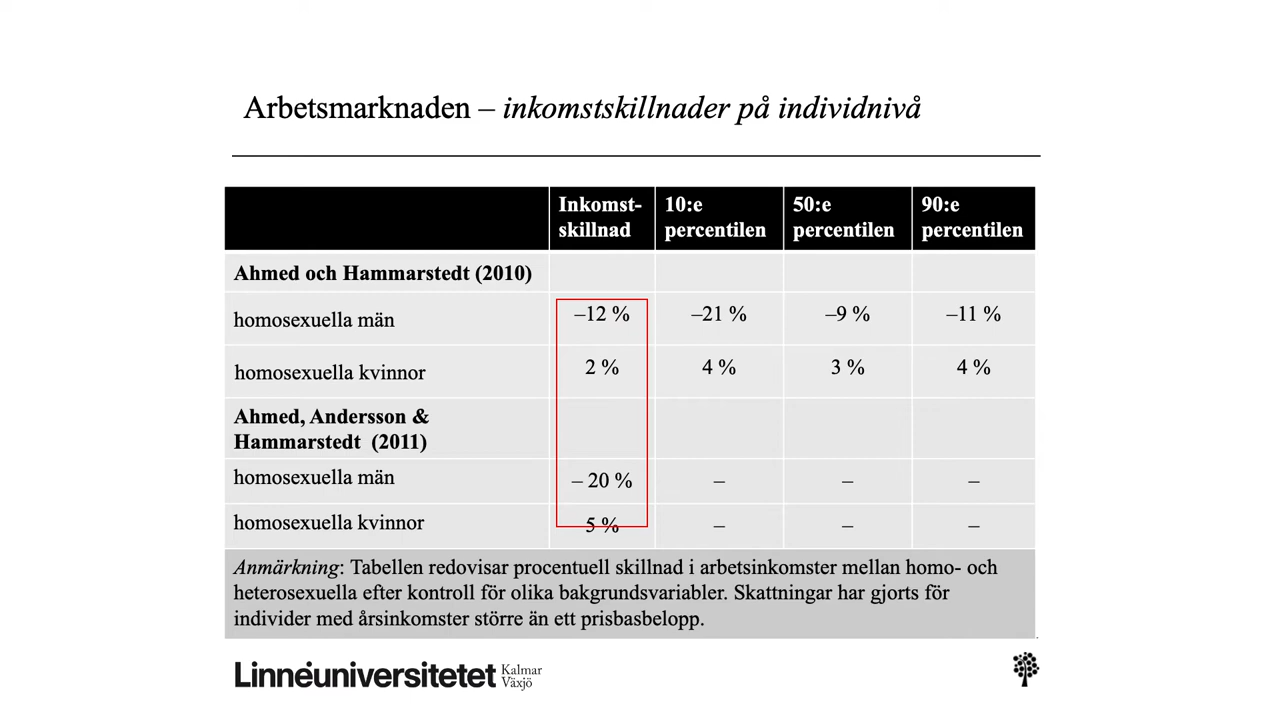 Arbetsmarknaden – inkomstskillnader på individnivå
Inkomst-
skillnad
10:e
percentilen
50:e
percentilen
90:e
percentilen
Ahmed och Hammarstedt (2010)
homosexuella män –12 % –21 % –9 % –11 %
homosexuella kvinnor 2 % 4 % 3 % 4 %
Ahmed, Andersson &
Hammarstedt (2011)
homosexuella män – 20 % – – –
homosexuella kvinnor 5 % – – –
Anmärkning: Tabellen redovisar procentuell skillnad i arbetsinkomster mellan homo- och
heterosexuella efter kontroll för olika bakgrundsvariabler. Skattningar har gjorts för
individer med årsinkomster större än ett prisbasbelopp.
Linnéuniversitetet
Kalmar
Växjö